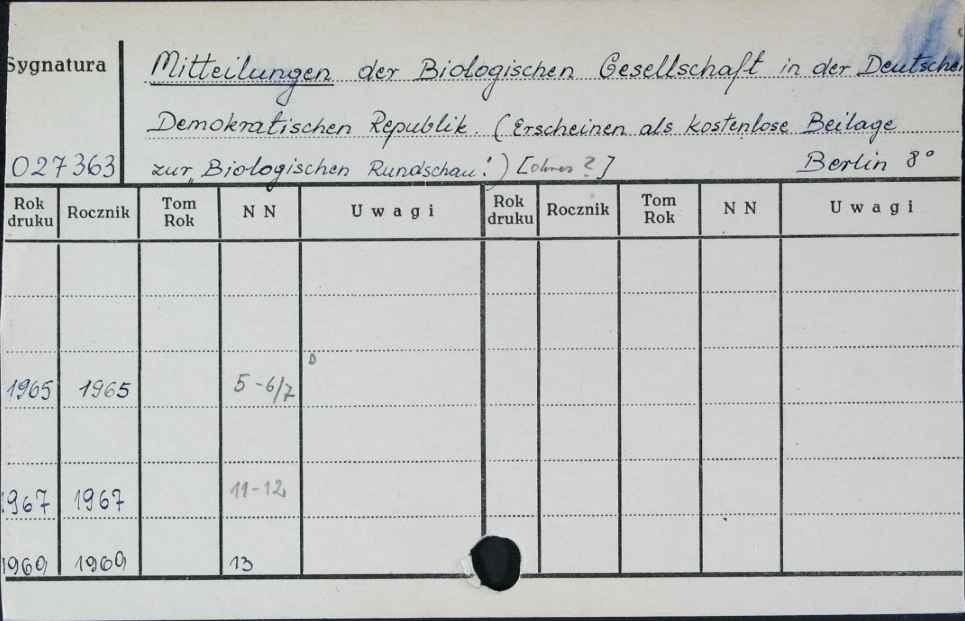 Sygnatura
Mitteilungen der Biologischen Gesellschaft in der Deutschen
Demokratischen Republik. (Erscheinen als kostenlose Beilage
027363 zur „Biologischen Rundschau.") Berlin 8°
Rok druku Rocznik Tom Rok NN Uwagi Rok druku Rocznik Tom Rok NN Uwagi
1965 1965 5-6/7
1967 1967 11-12
1969 1969 13